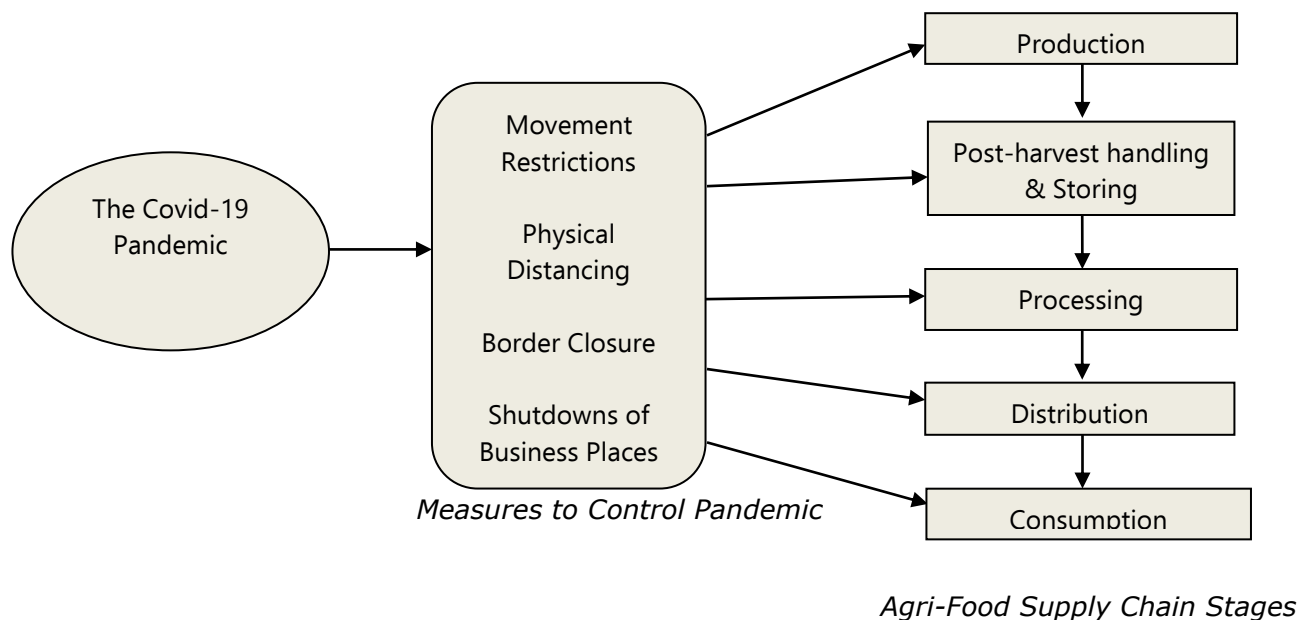 The Covid-19
Pandemic
Movement
Restrictions
Physical
Distancing
Border Closure
Shutdowns of
Business Places
Measures to Control Pandemic
Production
Post-harvest handling
& Storing
Processing
Distribution
Consumption
Agri-Food Supply Chain Stages